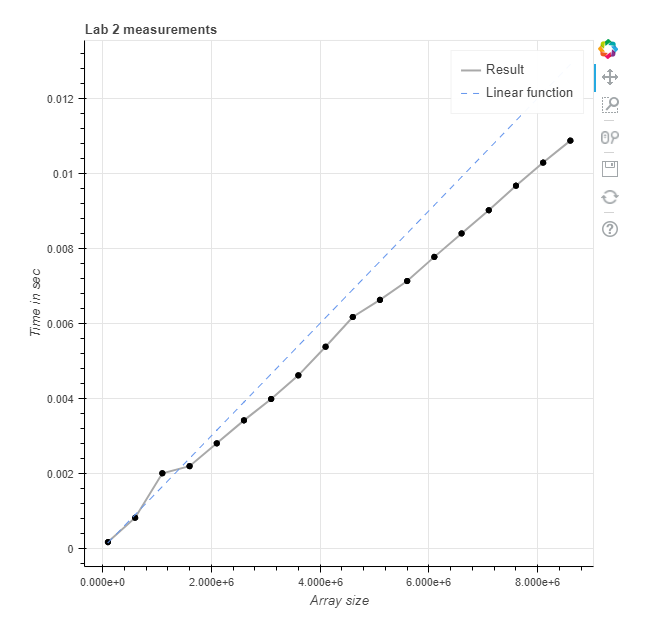 Lab 2 measurements
Result
Linear function
0.012
0.01
0.008
0.006
0.004
0.002
0
Time in sec
0.000e+0 2.000e+6 4.000e+6 6.000e+6 8.000e+6
Array size